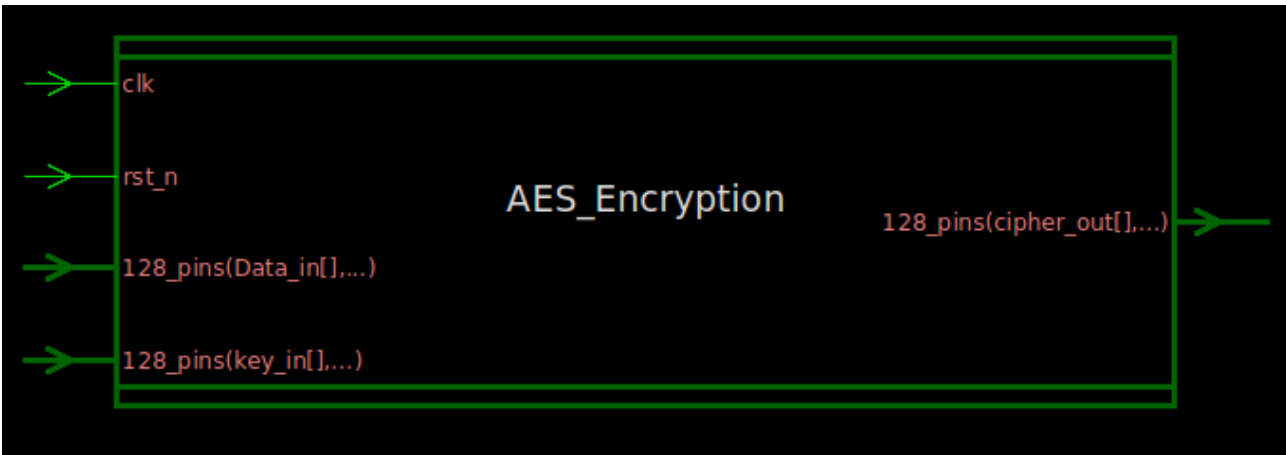 clk
rst_n
AES_Encryption
128_pins(cipher_out[],...)
128_pins(Data_in[],...)
128_pins(key_in[],...)